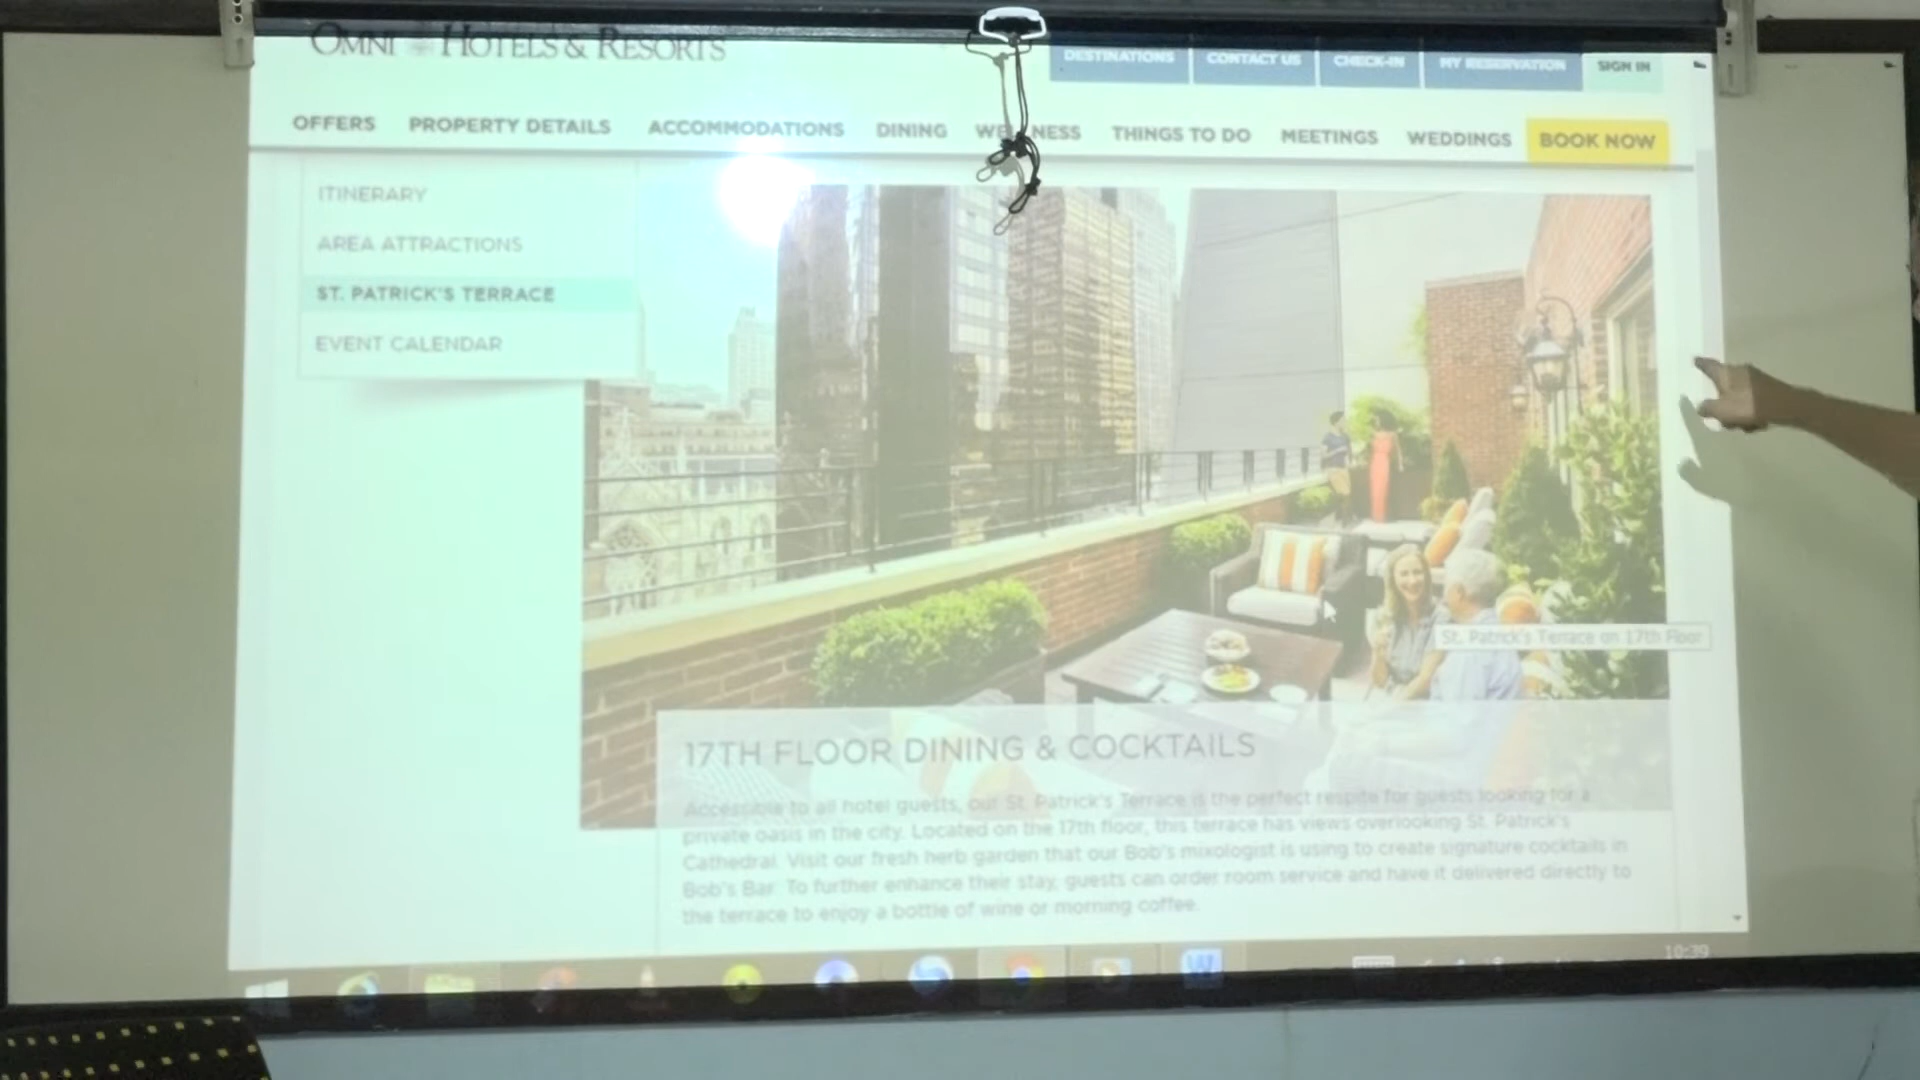 OMNI HOTELS & RESORTS
DESTINATIONS CONTACT US CHECK-IN MY RESERVATION SIGN IN
OFFERS PROPERTY DETAILS ACCOMMODATIONS DINING WELLNESS THINGS TO DO MEETINGS WEDDINGS BOOK NOW
ITINERARY
AREA ATTRACTIONS
ST. PATRICK'S TERRACE
EVENT CALENDAR
St. Patrick's Terrace on 17th Floor
17TH FLOOR DINING & COCKTAILS
Accessible to all hotel guests, our St. Patrick's Terrace is the perfect respite for guests looking for a
private oasis in the city. Located on the 17th floor, this terrace has views overlooking St. Patrick's
Cathedral. Visit our fresh herb garden that our Bob's mixologist is using to create signature cocktails in
Bob's Bar. To further enhance their stay, guests can order room service and have it delivered directly to
the terrace to enjoy a bottle of wine or morning coffee.
10:39